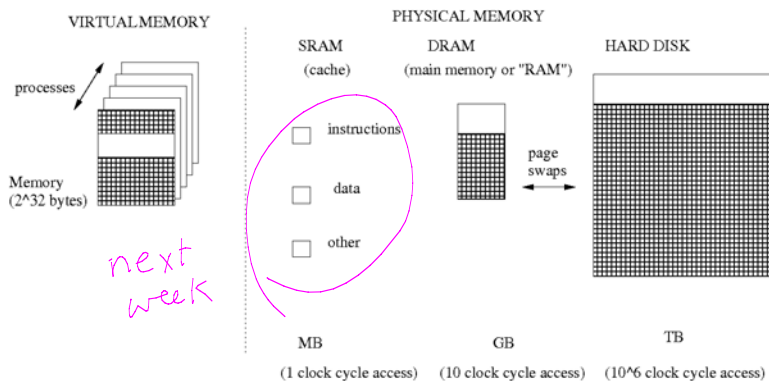 VIRTUAL MEMORY
processes
Memory
(2^32 bytes)
next
week
PHYSICAL MEMORY
SRAM
(cache)
instructions
data
other
MB
(1 clock cycle access)
DRAM
(main memory or "RAM")
page
swaps
GB
(10 clock cycle access)
HARD DISK
TB
(10^6 clock cycle access)